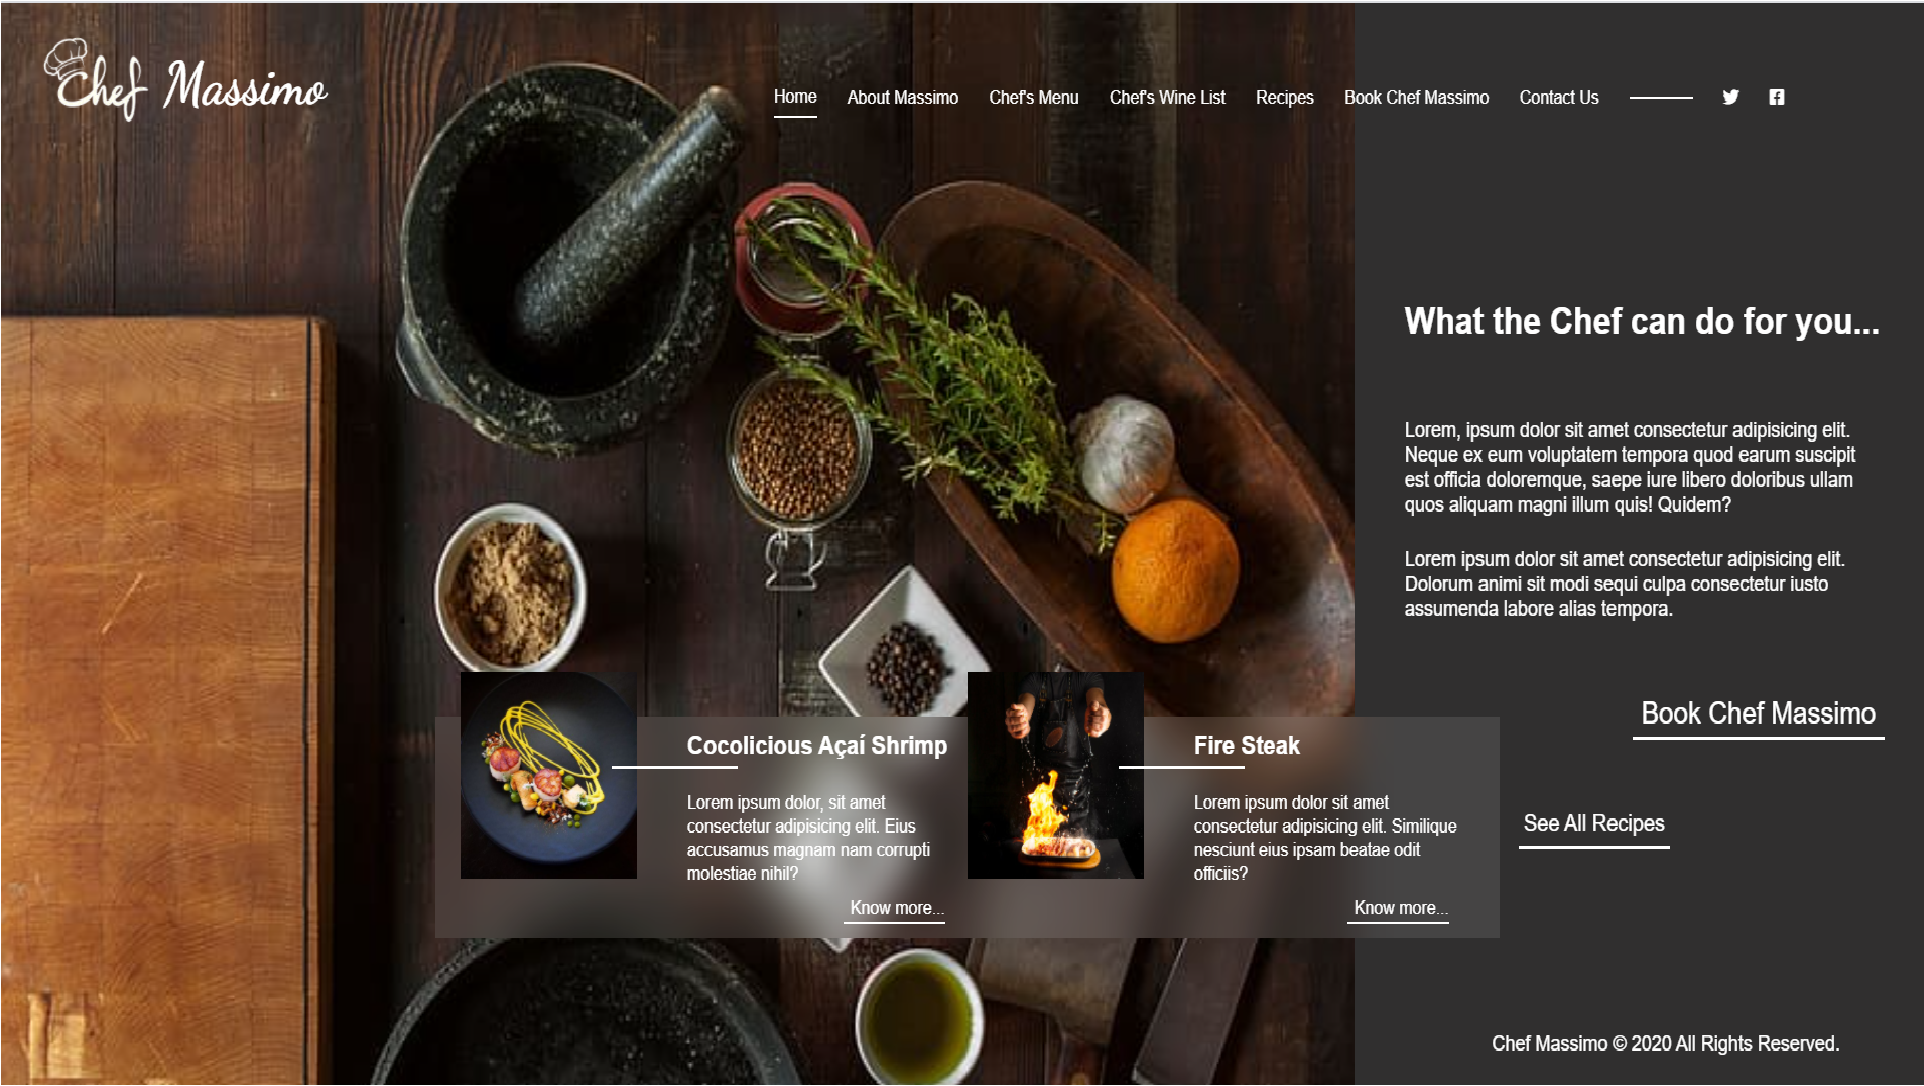 Chef Massimo
Home About Massimo Chef's Menu Chef's Wine List Recipes Book Chef Massimo Contact Us
What the Chef can do for you...
Lorem, ipsum dolor sit amet consectetur adipisicing elit.
Neque ex eum voluptatem tempora quod earum suscipit
est officia doloremque, saepe iure libero doloribus ullam
quos aliquam magni illum quis! Quidem?
Lorem ipsum dolor sit amet consectetur adipisicing elit.
Dolorum animi sit modi sequi culpa consectetur iusto
assumenda labore alias tempora.
Book Chef Massimo
Cocolicious Açaí Shrimp
Lorem ipsum dolor, sit amet
consectetur adipisicing elit. Eius
accusamus magnam nam corrupti
molestiae nihil?
Know more...
Fire Steak
Lorem ipsum dolor sit amet
consectetur adipisicing elit. Similique
nesciunt eius ipsam beatae odit
officiis?
Know more...
See All Recipes
Chef Massimo © 2020 All Rights Reserved.